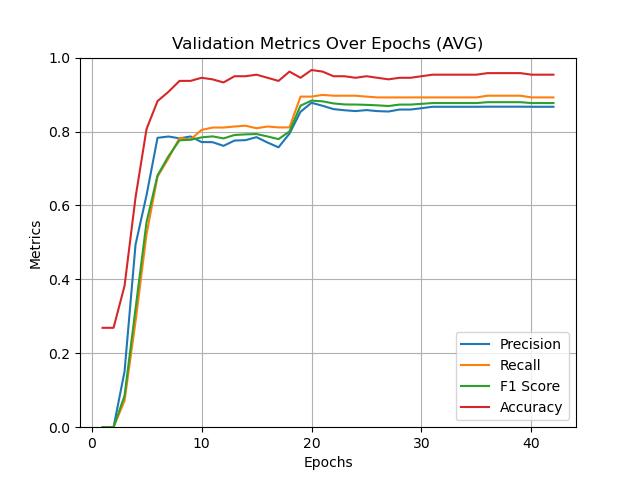 Validation Metrics Over Epochs (AVG)
1.0
0.8
0.6
0.4
0.2
0.0
Metrics
0
10
20
30
40
Epochs
Precision
Recall
F1 Score
Accuracy